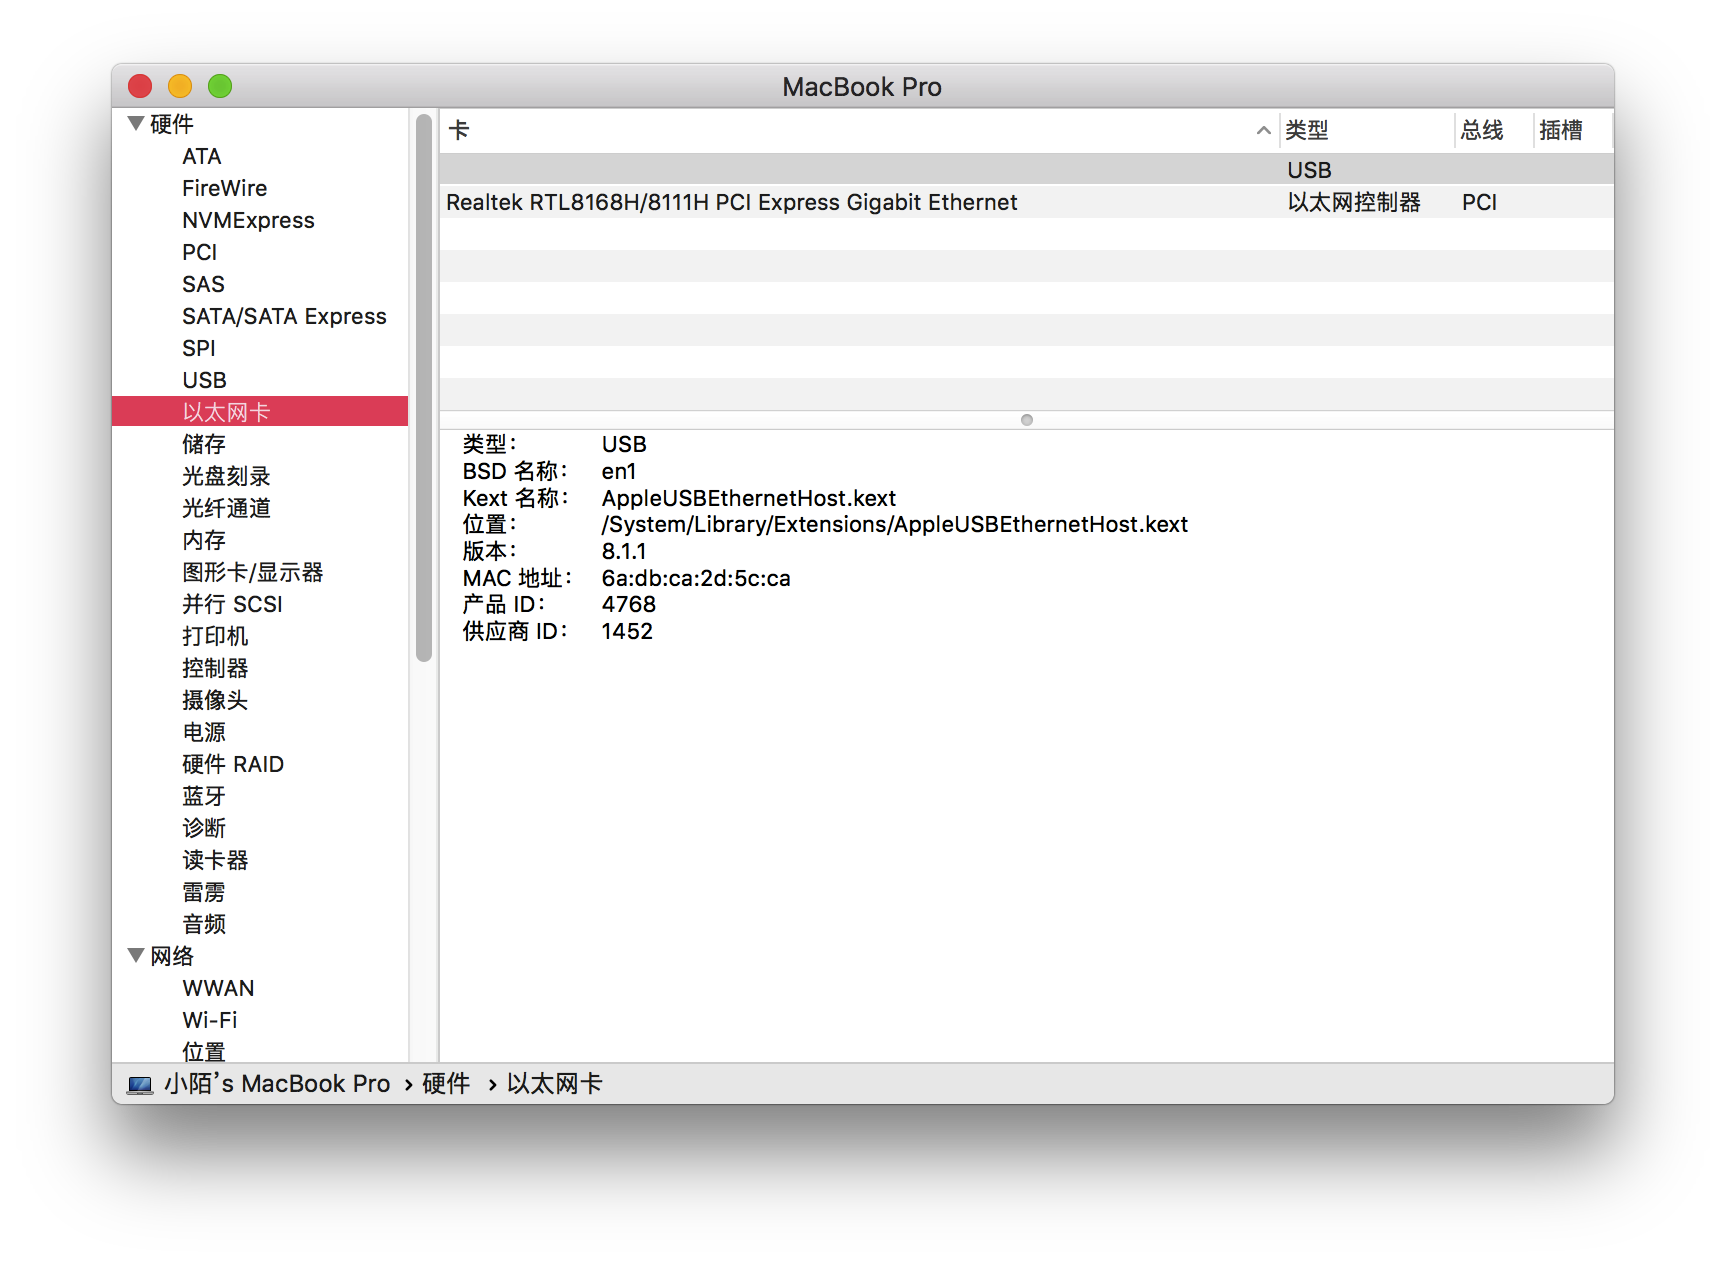 MacBook Pro
硬件
ATA
FireWire
NVMExpress
PCI
SAS
SATA/SATA Express
SPI
USB
以太网卡
储存
光盘刻录
光纤通道
内存
图形卡/显示器
并行 SCSI
打印机
控制器
摄像头
电源
硬件 RAID
蓝牙
诊断
读卡器
雷雳
音频
网络
WWAN
Wi-Fi
位置
卡 类型 总线 插槽
USB
Realtek RTL8168H/8111H PCI Express Gigabit Ethernet 以太网控制器 PCI
类型： USB
BSD 名称： en1
Kext 名称： AppleUSBEthernetHost.kext
位置： /System/Library/Extensions/AppleUSBEthernetHost.kext
版本： 8.1.1
MAC 地址： 6a:db:ca:2d:5c:ca
产品 ID： 4768
供应商 ID： 1452
小陌’s MacBook Pro › 硬件 › 以太网卡